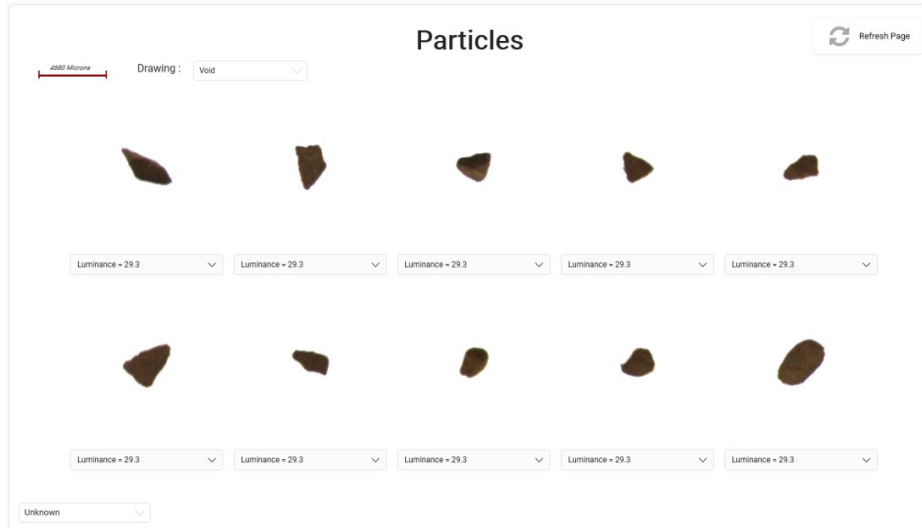 Particles
Refresh Page
4680 Microns
Drawing :
Void
Luminance = 29.3
Luminance = 29.3
Luminance = 29.3
Luminance = 29.3
Luminance = 29.3
Luminance = 29.3
Luminance = 29.3
Luminance = 29.3
Luminance = 29.3
Luminance = 29.3
Unknown